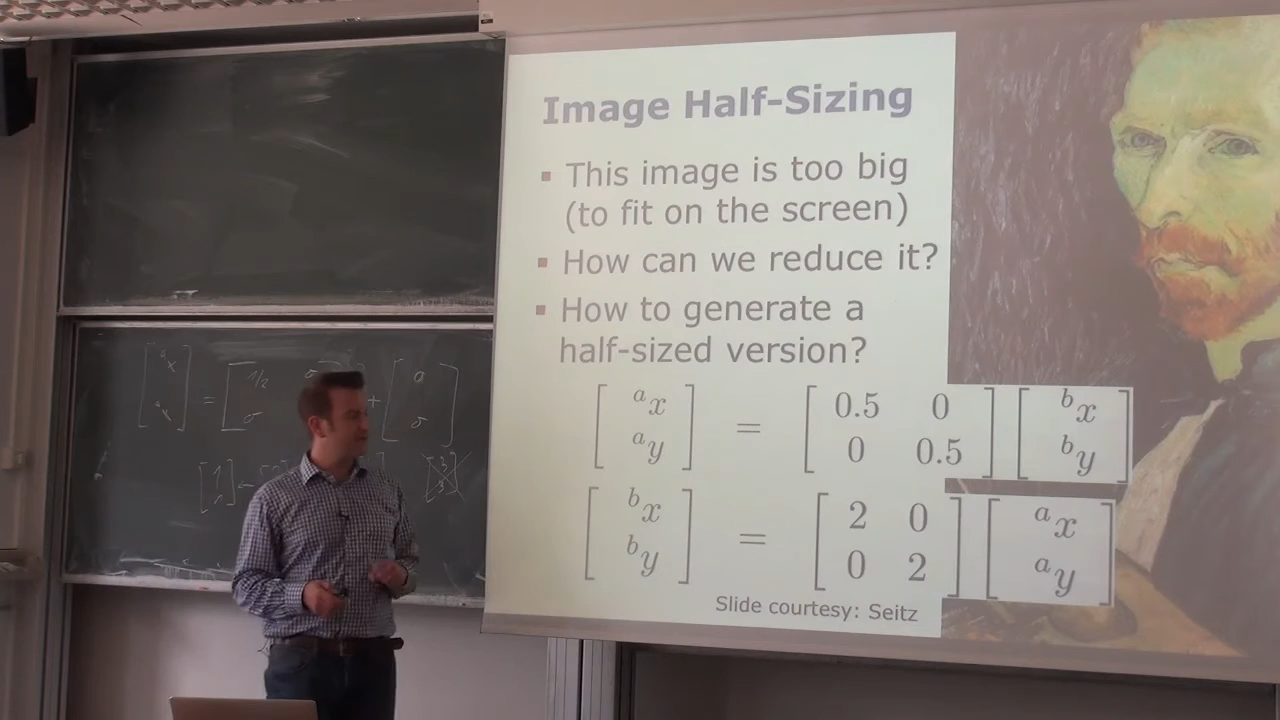 Image Half-Sizing
▪ This image is too big
(to fit on the screen)
▪ How can we reduce it?
▪ How to generate a
half-sized version?
[ᵃx ᵃy] = [0.5 0; 0 0.5] [ᵇx ᵇy]
[ᵇx ᵇy] = [2 0; 0 2] [ᵃx ᵃy]
Slide courtesy: Seitz